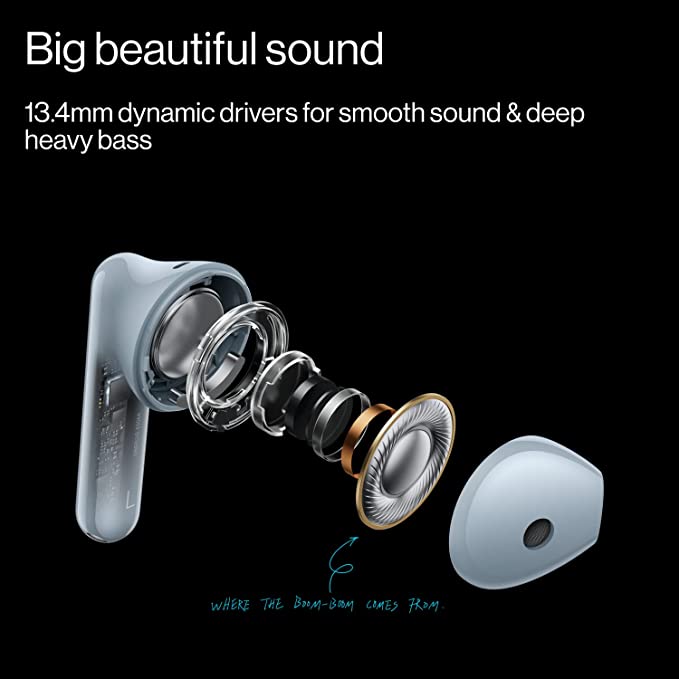 Big beautiful sound
13.4mm dynamic drivers for smooth sound & deep
heavy bass
L
WHERE THE BOOM-BOOM COMES FROM.